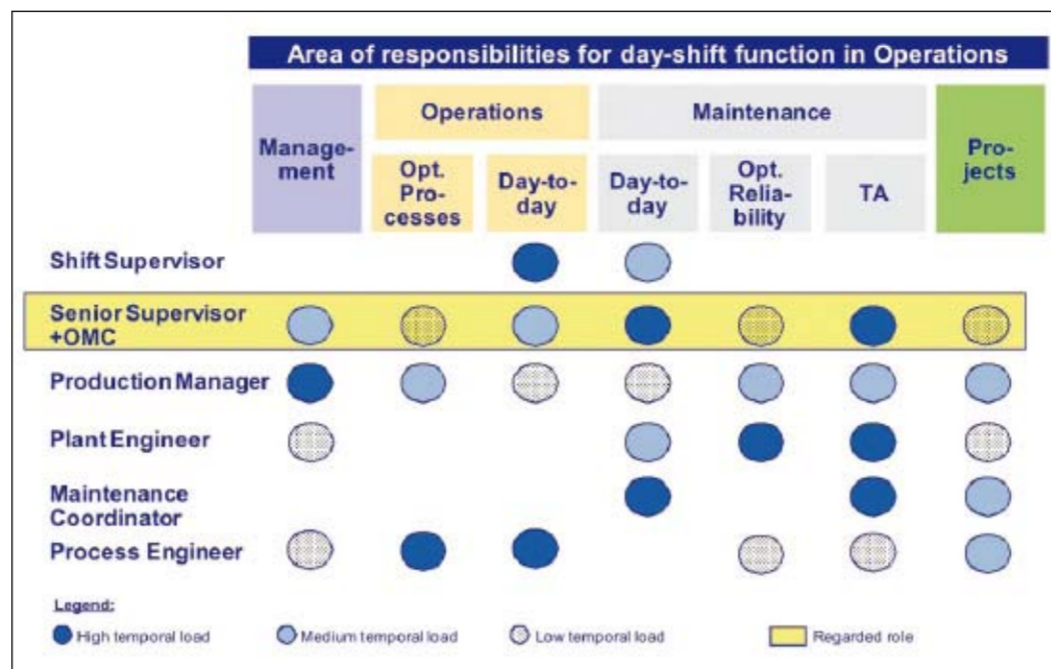 Area of responsibilities for day-shift function in Operations
Manage-
ment
Operations
Maintenance
Pro-
jects
Opt.
Pro-
cesses
Day-to-
day
Day-to-
day
Opt.
Relia-
bility
TA
Shift Supervisor
Senior Supervisor
+OMC
Production Manager
Plant Engineer
Maintenance
Coordinator
Process Engineer
Legend:
High temporal load
Medium temporal load
Low temporal load
Regarded role